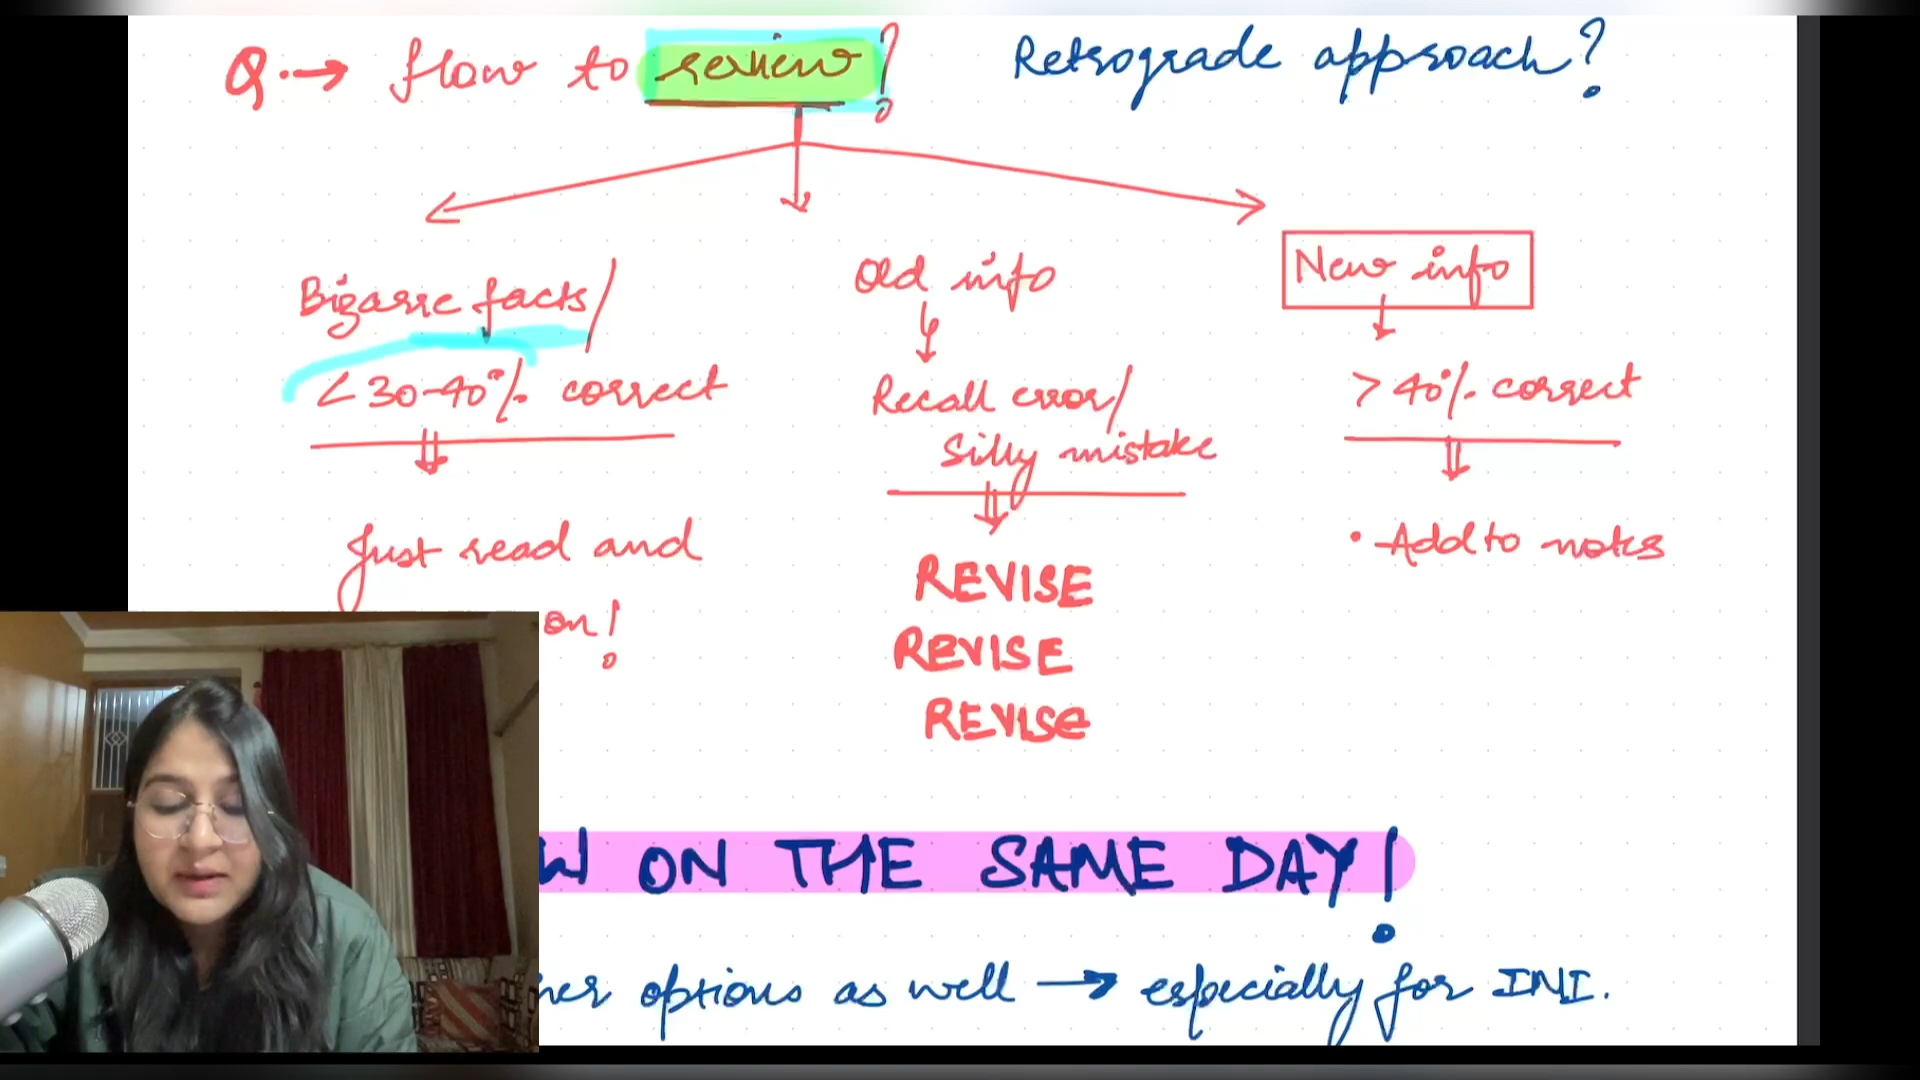 Q. → How to review?
Retrograde approach?
Bizarre facts/
<30-40% correct
Just read and
on!
Old info
Recall error/
Silly mistake
REVISE
REVISE
REVISE
New info
>40% correct
• Add to notes
W ON THE SAME DAY!
options as well → especially for INI.